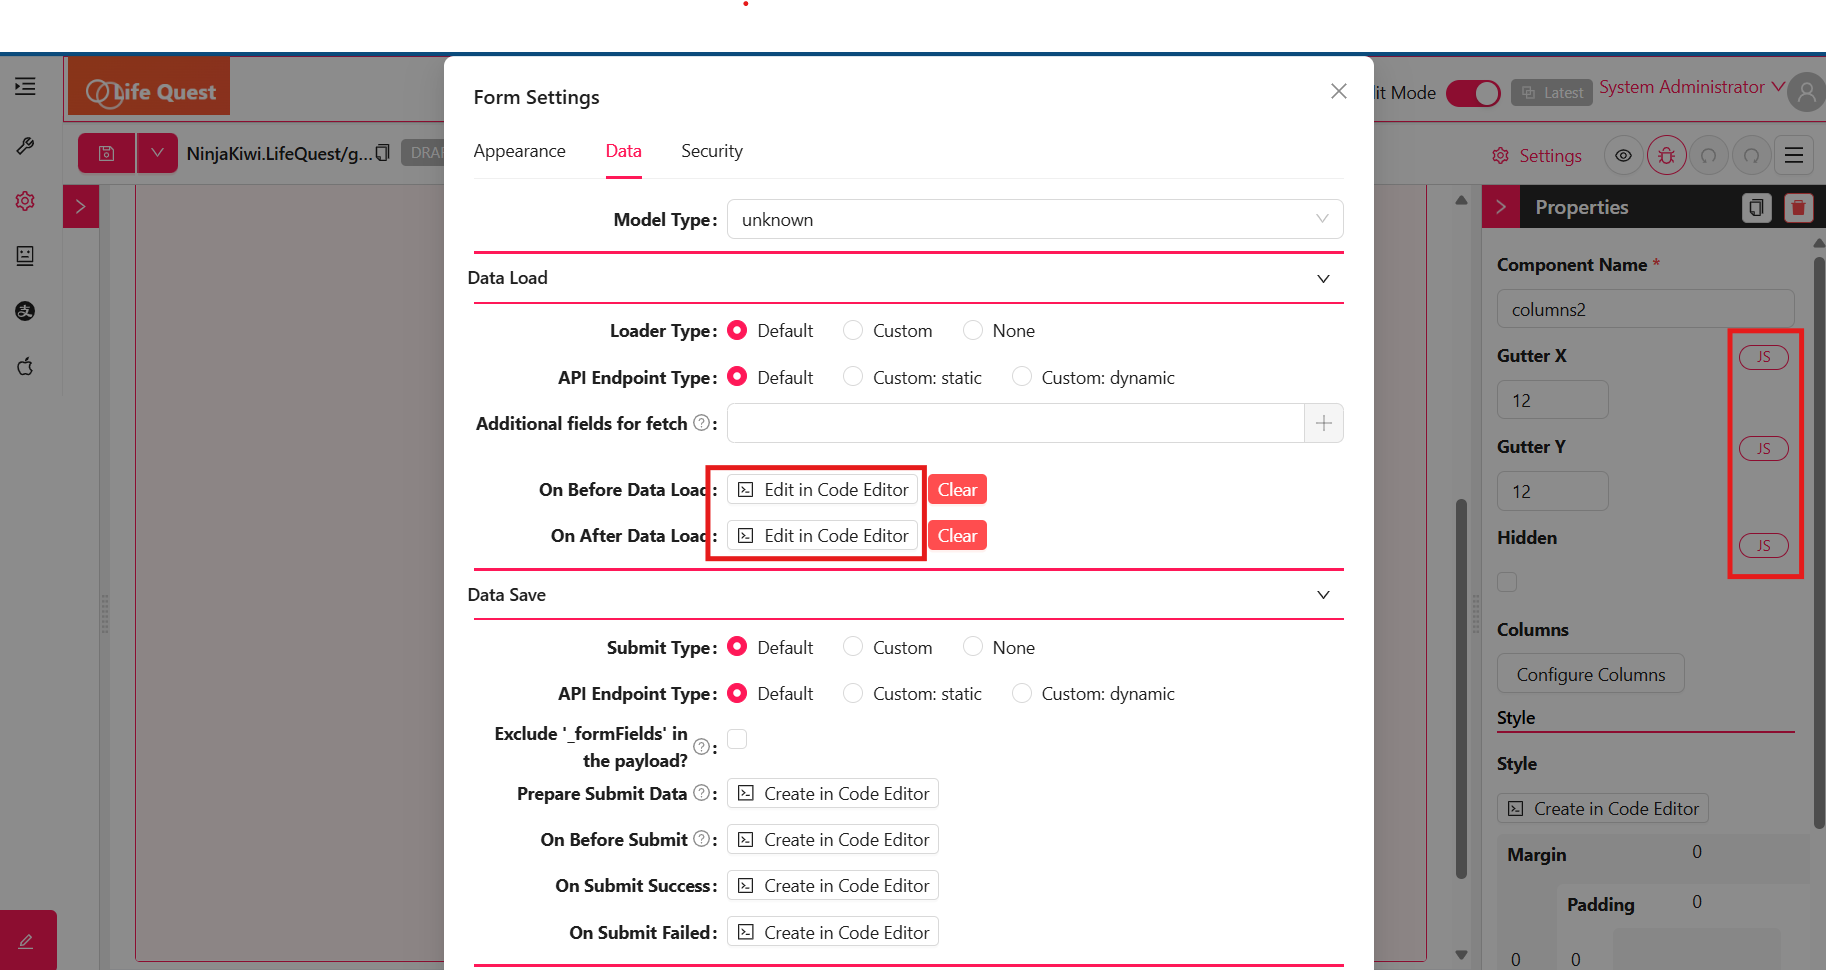 Life Quest
Form Settings
it Mode
Latest
System Administrator
NinjaKiwi.LifeQuest/g...
DRA
Appearance
Data
Security
Settings
Model Type:
unknown
Properties
Data Load
Component Name *
columns2
Loader Type:
Default
Custom
None
Gutter X
JS
API Endpoint Type:
Default
Custom: static
Custom: dynamic
12
Additional fields for fetch ? :
Gutter Y
JS
On Before Data Load:
Edit in Code Editor
Clear
12
On After Data Load:
Edit in Code Editor
Clear
Hidden
JS
Data Save
Columns
Submit Type:
Default
Custom
None
Configure Columns
API Endpoint Type:
Default
Custom: static
Custom: dynamic
Style
Exclude '_formFields' in
the payload? ? :
Style
Prepare Submit Data ? :
Create in Code Editor
Create in Code Editor
On Before Submit ? :
Create in Code Editor
Margin
0
On Submit Success:
Create in Code Editor
Padding
0
On Submit Failed:
Create in Code Editor
0
0